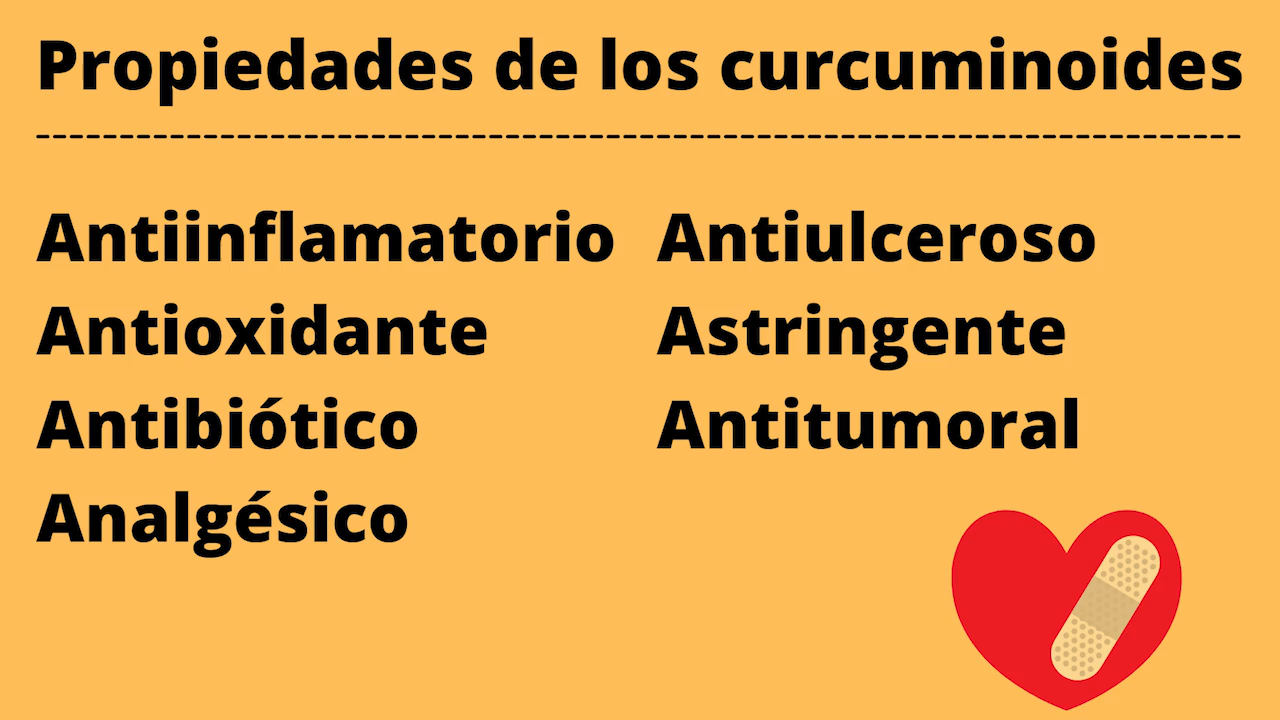 Propiedades de los curcuminoides
Antiinflamatorio
Antioxidante
Antibiótico
Analgésico
Antiulceroso
Astringente
Antitumoral